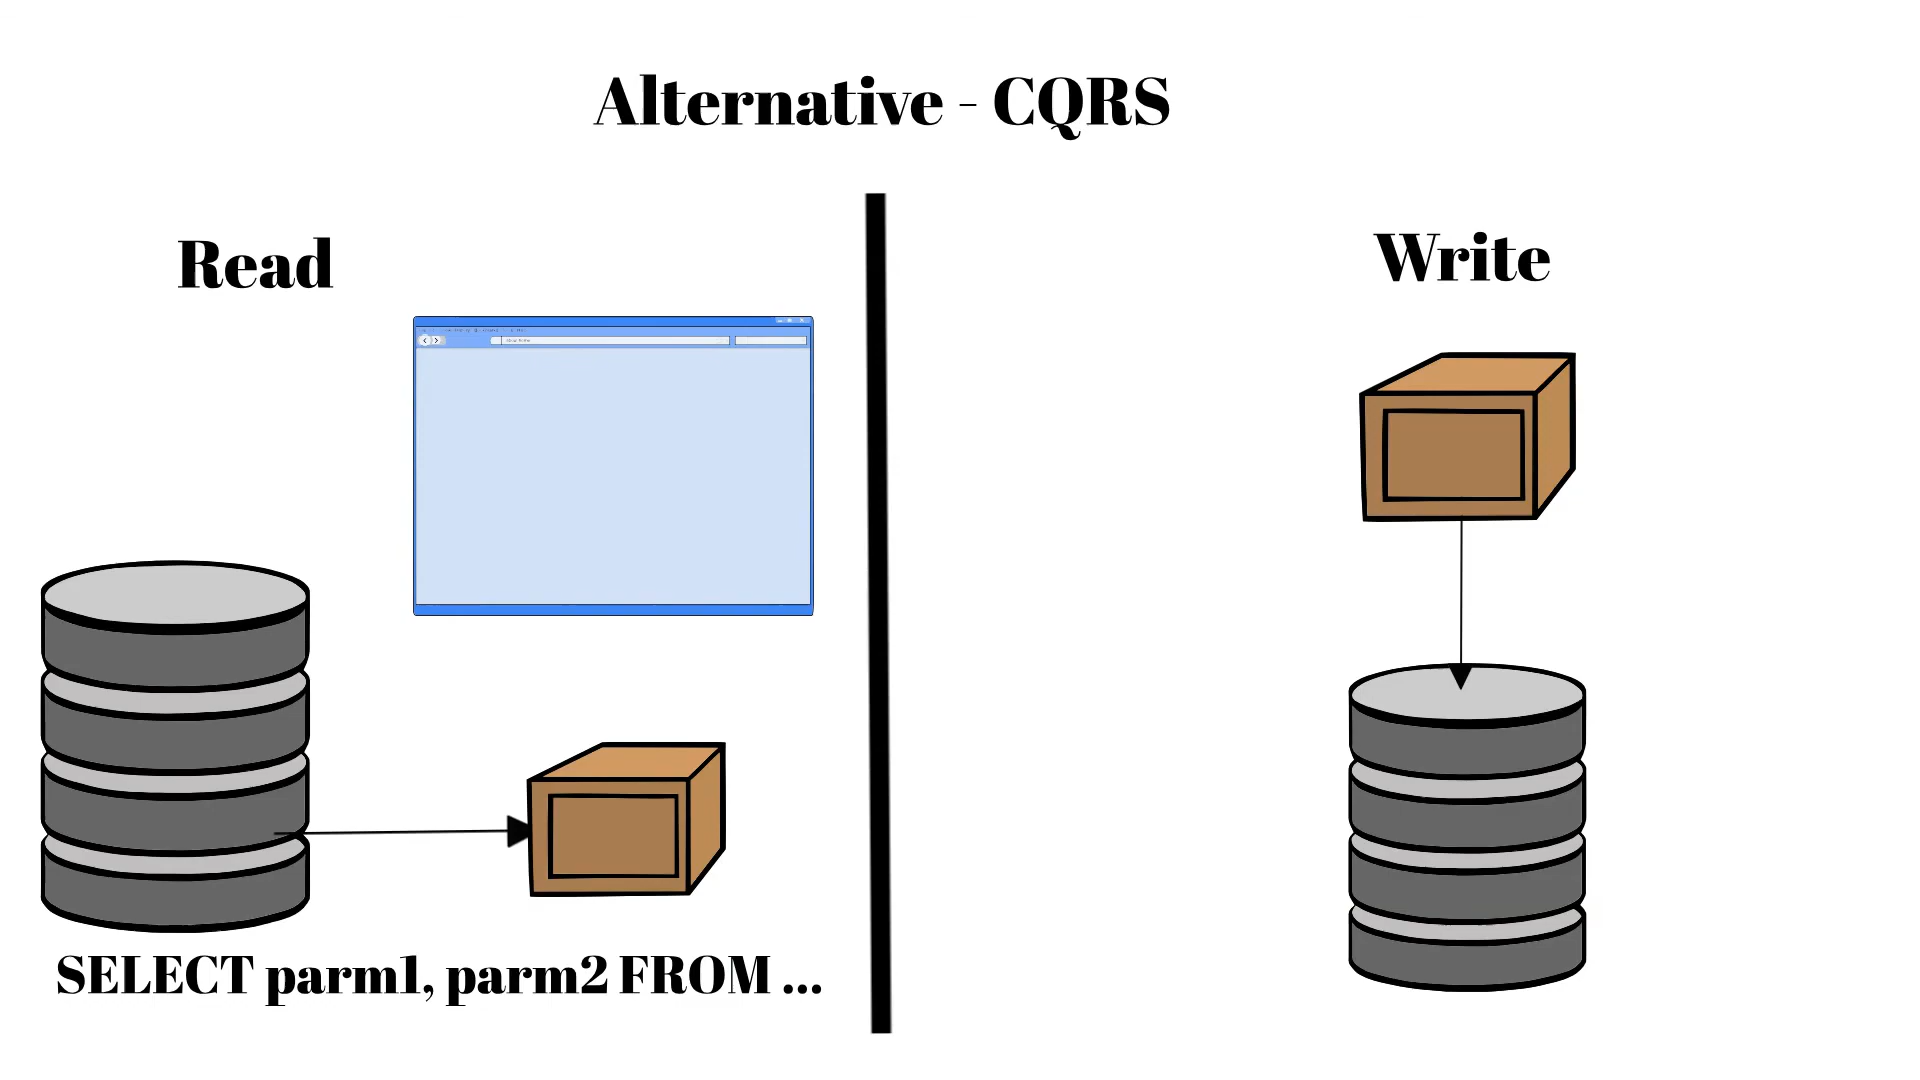 Alternative - CQRS
Read
Write
SELECT parm1, parm2 FROM ...